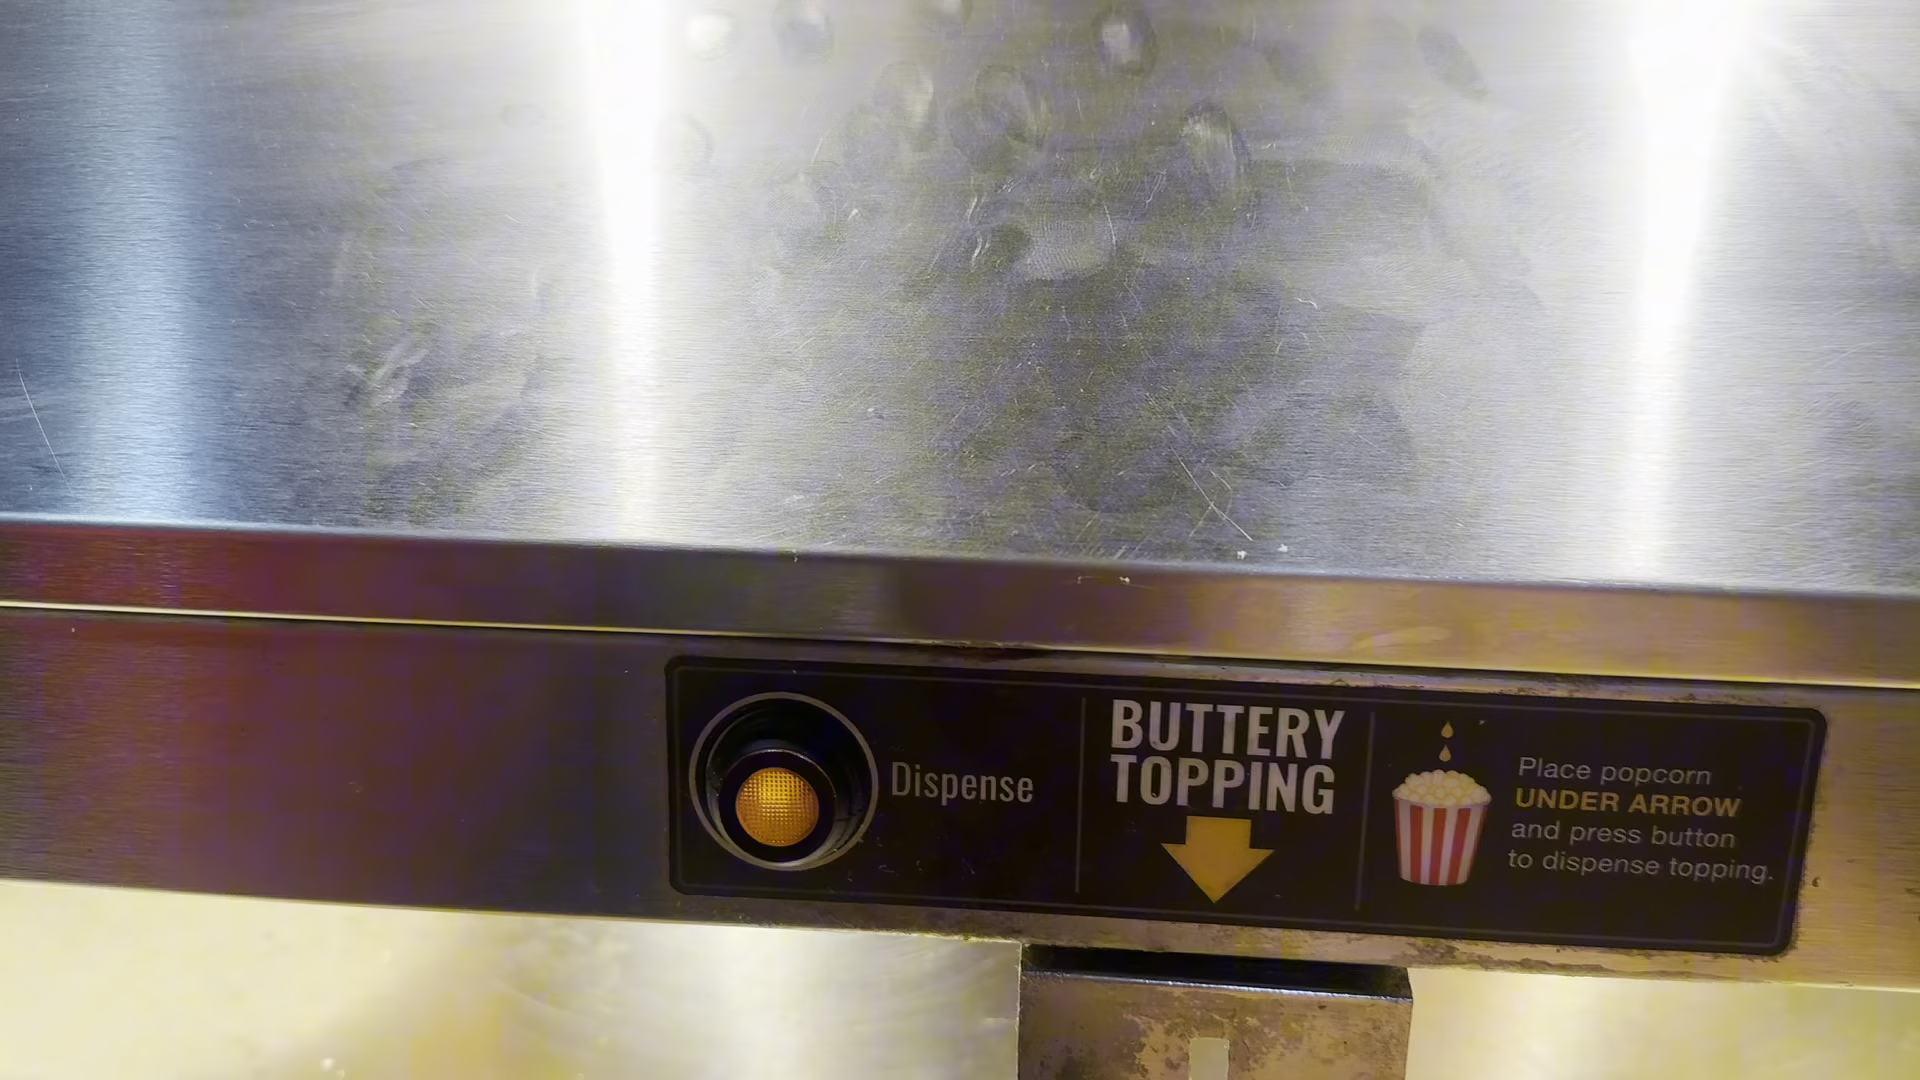 Dispense
BUTTERY
TOPPING
Place popcorn
UNDER ARROW
and press button
to dispense topping.